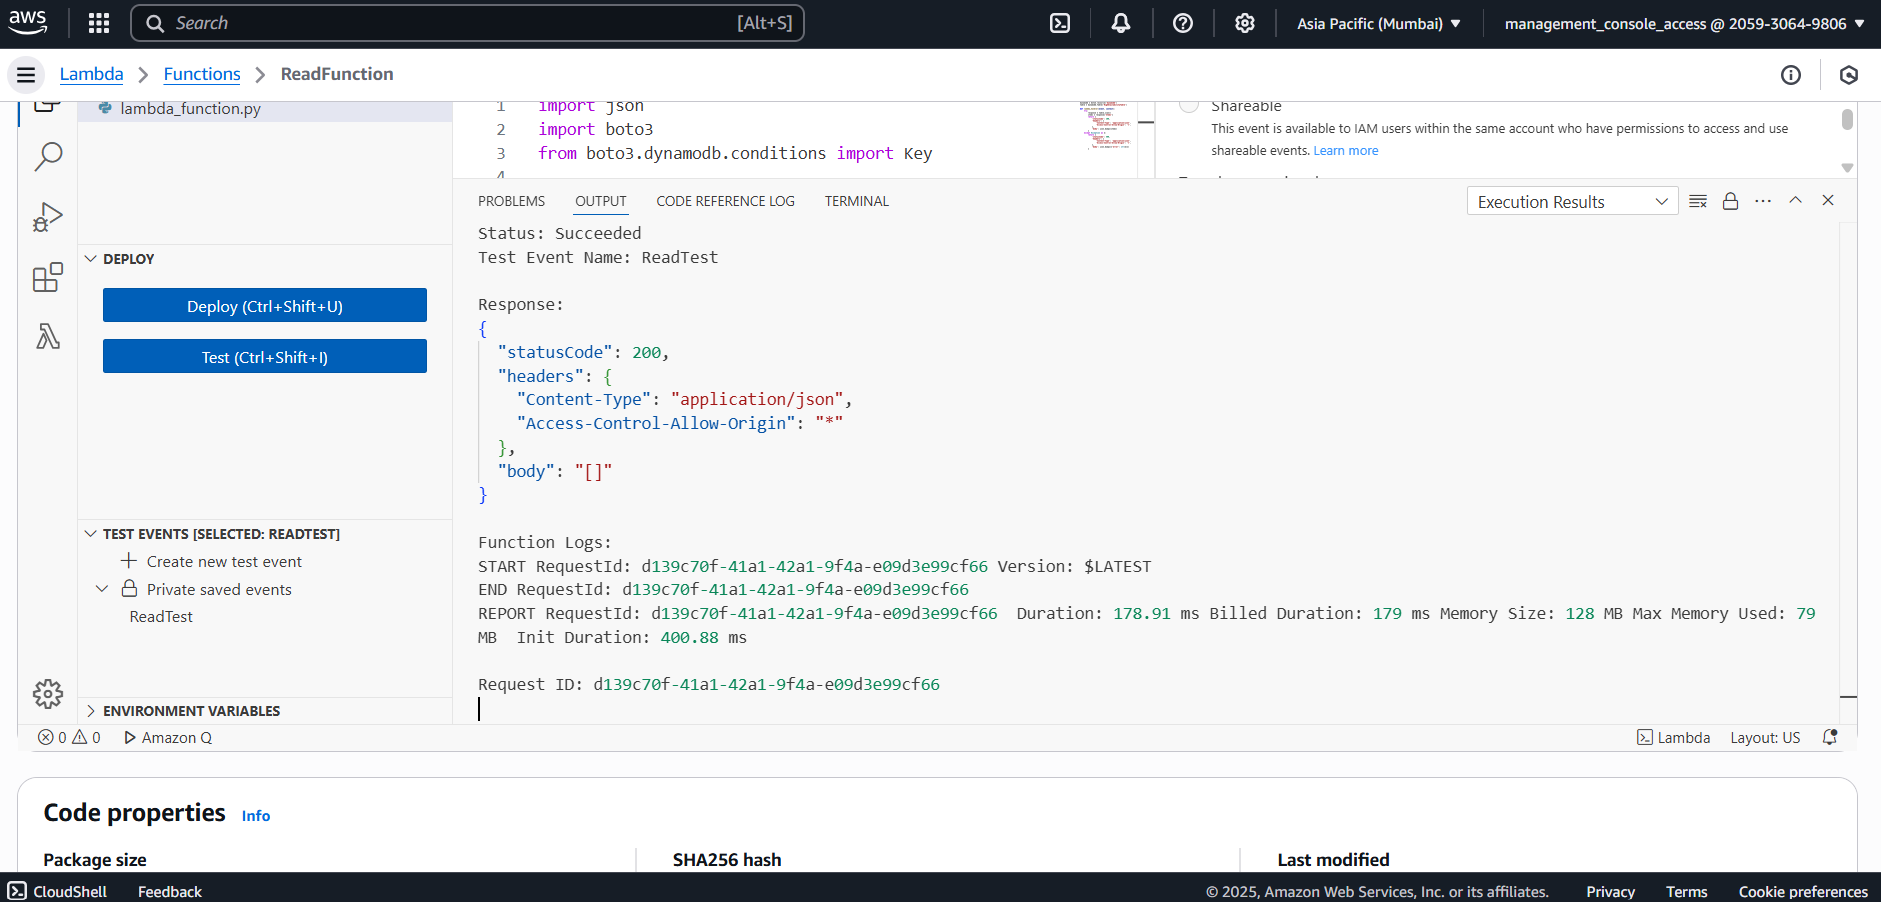 aws
Search
[Alt+S]
Asia Pacific (Mumbai)
management_console_access @ 2059-3064-9806
Lambda
Functions
ReadFunction
lambda_function.py
1 import json
2 import boto3
3 from boto3.dynamodb.conditions import Key
4
Shareable
This event is available to IAM users within the same account who have permissions to access and use
shareable events. Learn more
DEPLOY
Deploy (Ctrl+Shift+U)
Test (Ctrl+Shift+I)
TEST EVENTS [SELECTED: READTEST]
Create new test event
Private saved events
ReadTest
ENVIRONMENT VARIABLES
PROBLEMS
OUTPUT
CODE REFERENCE LOG
TERMINAL
Execution Results
Status: Succeeded
Test Event Name: ReadTest
Response:
{
"statusCode": 200,
"headers": {
"Content-Type": "application/json",
"Access-Control-Allow-Origin": "*"
},
"body": "[]"
}
Function Logs:
START RequestId: d139c70f-41a1-42a1-9f4a-e09d3e99cf66 Version: $LATEST
END RequestId: d139c70f-41a1-42a1-9f4a-e09d3e99cf66
REPORT RequestId: d139c70f-41a1-42a1-9f4a-e09d3e99cf66 Duration: 178.91 ms Billed Duration: 179 ms Memory Size: 128 MB Max Memory Used: 79
MB Init Duration: 400.88 ms
Request ID: d139c70f-41a1-42a1-9f4a-e09d3e99cf66
0
0
Amazon Q
Lambda
Layout: US
Code properties
Info
Package size
SHA256 hash
Last modified
CloudShell
Feedback
© 2025, Amazon Web Services, Inc. or its affiliates.
Privacy
Terms
Cookie preferences